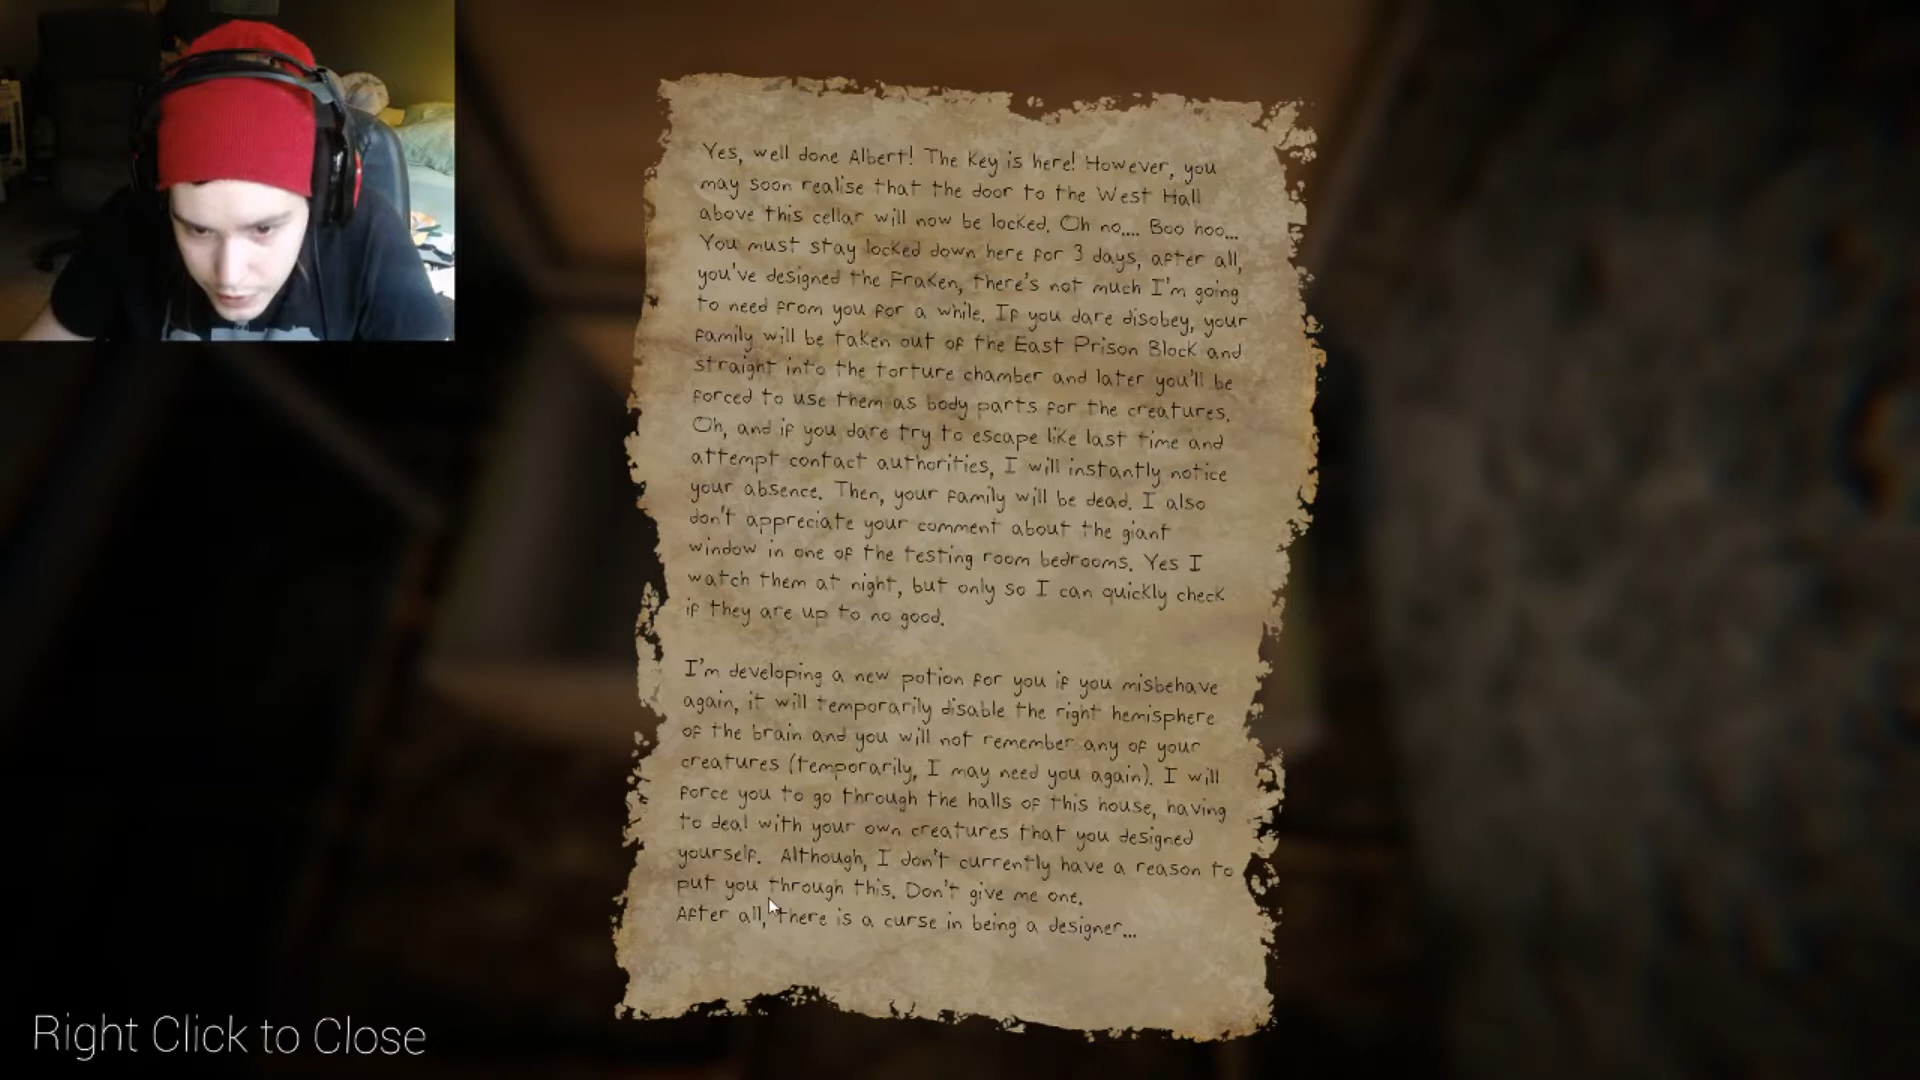 Yes, well done Albert! The key is here! However, you
may soon realise that the door to the West Hall
above this cellar will now be locked. Oh no.... Boo hoo...
You must stay locked down here for 3 days, after all,
you've designed the Fraken, there's not much I'm going
to need from you for a while. If you dare disobey, your
family will be taken out of the East Prison Block and
straight into the torture chamber and later you'll be
forced to use them as body parts for the creatures.
Oh, and if you dare try to escape like last time and
attempt contact authorities, I will instantly notice
your absence. Then, your family will be dead. I also
don't appreciate your comment about the giant
window in one of the testing room bedrooms. Yes I
watch them at night, but only so I can quickly check
if they are up to no good.
I'm developing a new potion for you if you misbehave
again, it will temporarily disable the right hemisphere
of the brain and you will not remember any of your
creatures (temporarily, I may need you again). I will
force you to go through the halls of this house, having
to deal with your own creatures that you designed
yourself. Although, I don't currently have a reason to
put you through this. Don't give me one.
After all, there is a curse in being a designer...
Right Click to Close